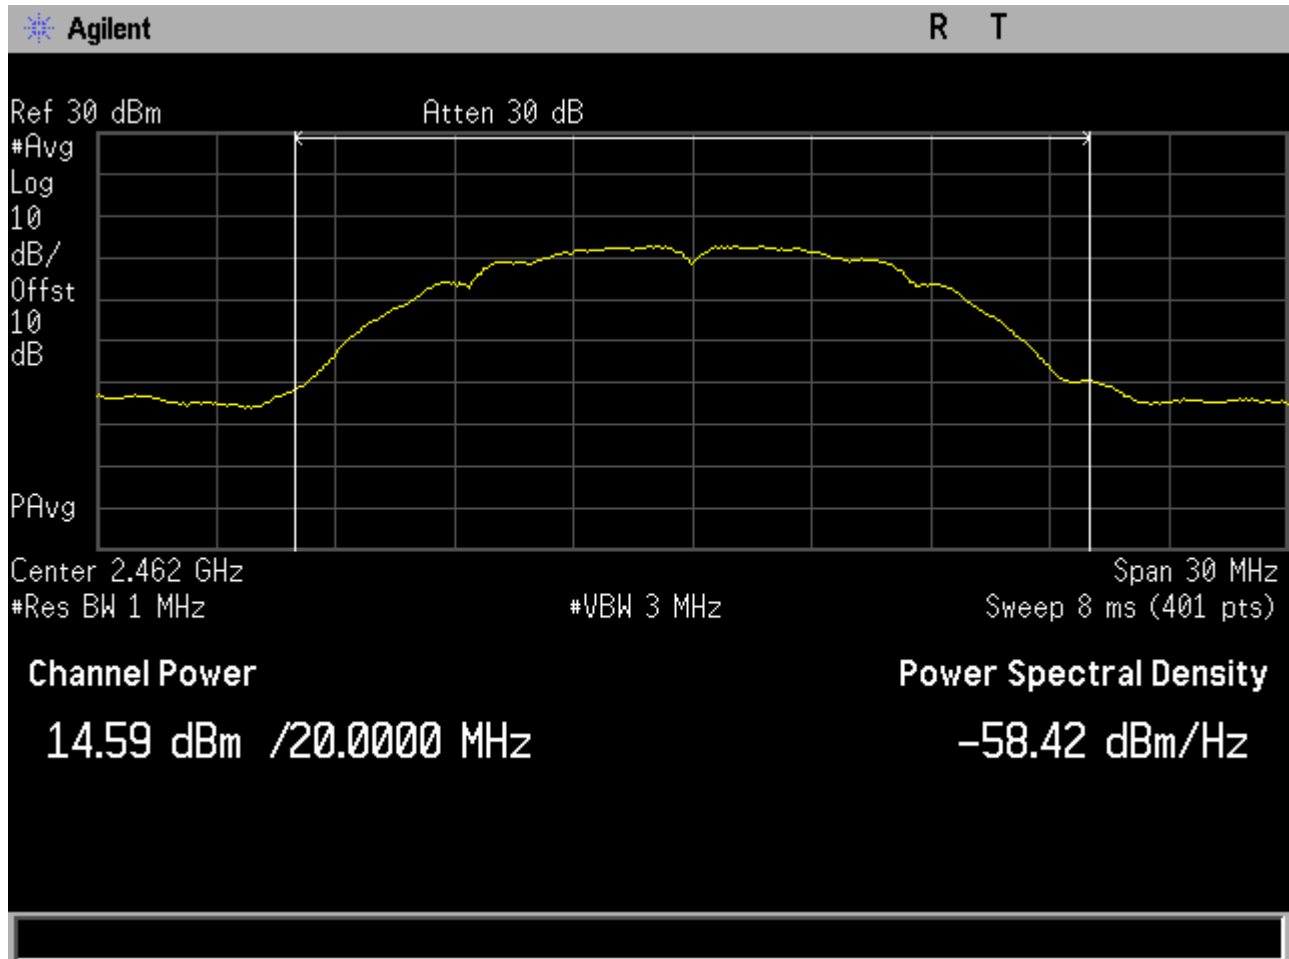 Agilent R T
Ref 30 dBm Atten 30 dB
#Avg
Log
10
dB/
Offst
10
dB
PAvg
Center 2.462 GHz Span 30 MHz
#Res BW 1 MHz #VBW 3 MHz Sweep 8 ms (401 pts)
Channel Power Power Spectral Density
14.59 dBm /20.0000 MHz -58.42 dBm/Hz